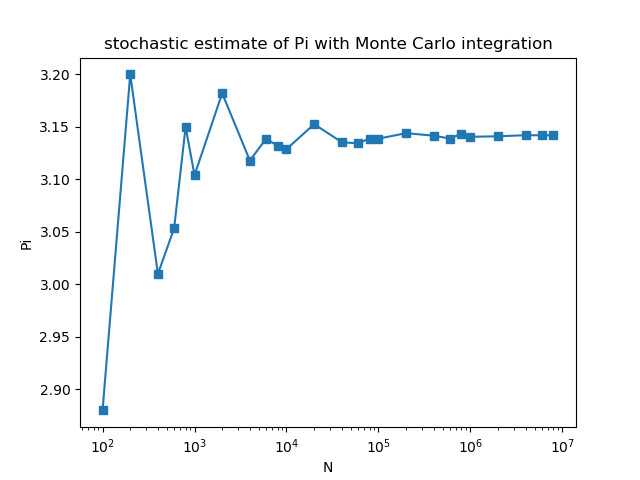 stochastic estimate of Pi with Monte Carlo integration
3.20
3.15
3.10
3.05
3.00
2.95
2.90
Pi
10² 10³ 10⁴ 10⁵ 10⁶ 10⁷
N